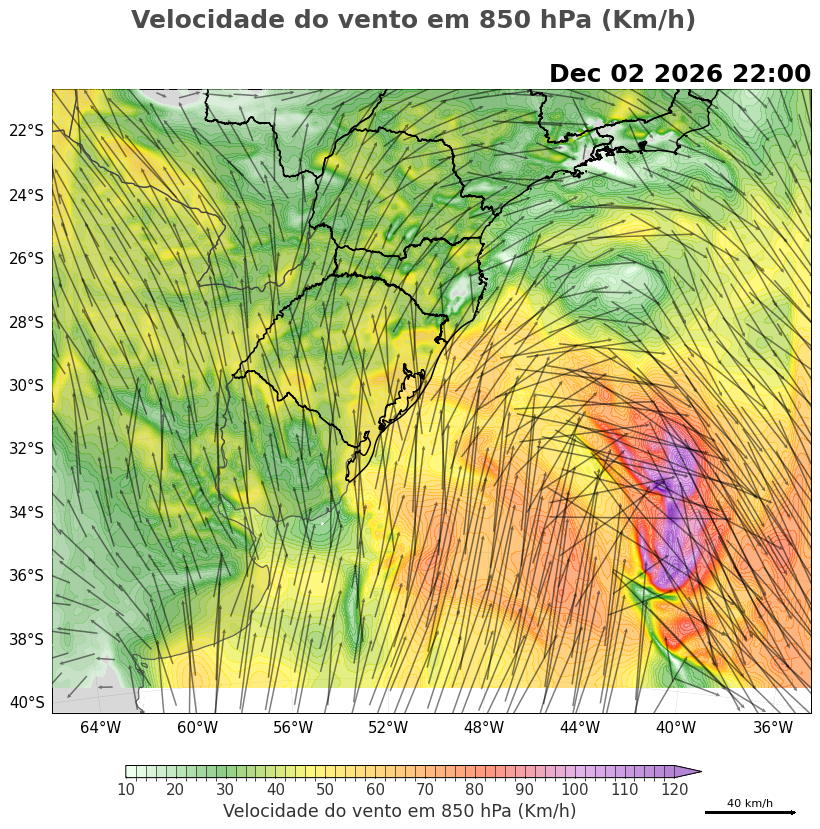 Velocidade do vento em 850 hPa (Km/h)
Dec 02 2026 22:00
22°S
24°S
26°S
28°S
30°S
32°S
34°S
36°S
38°S
40°S
64°W 60°W 56°W 52°W 48°W 44°W 40°W 36°W
10 20 30 40 50 60 70 80 90 100 110 120
Velocidade do vento em 850 hPa (Km/h)
40 km/h